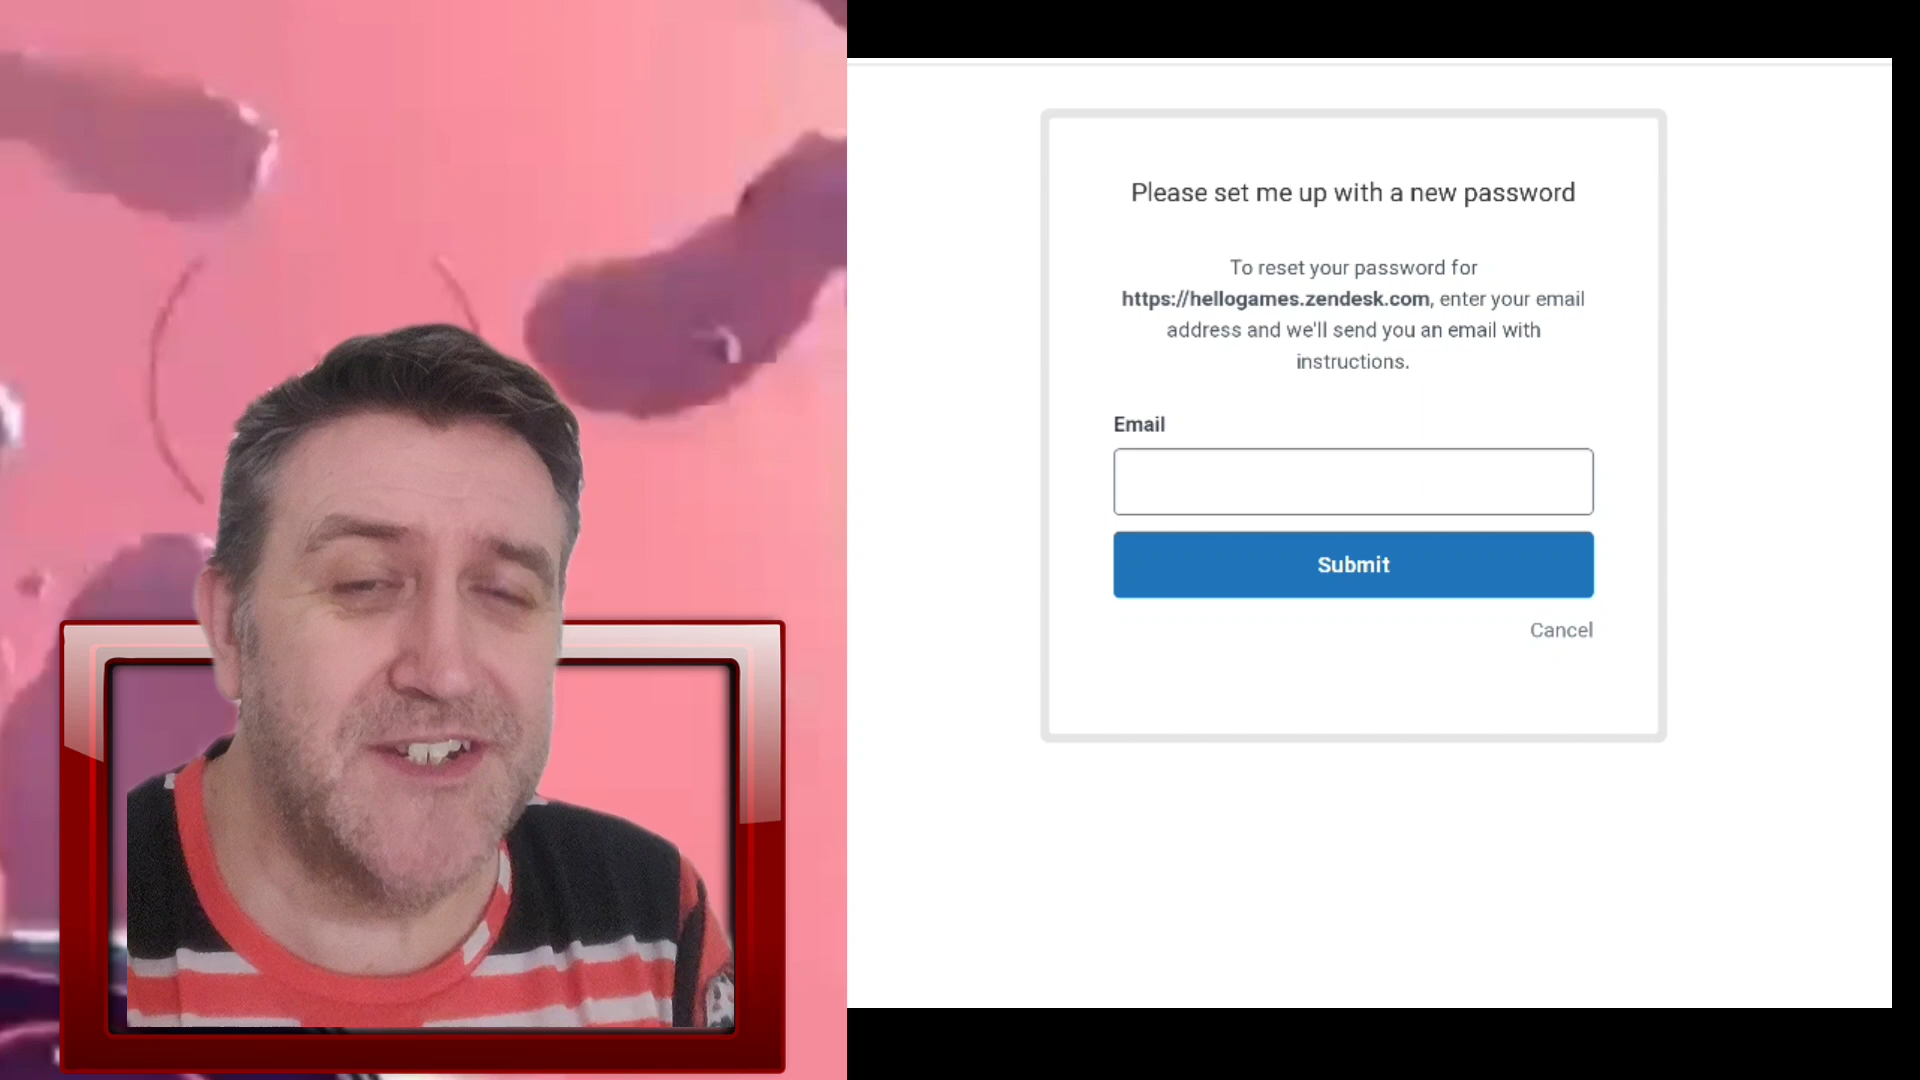 Please set me up with a new password
To reset your password for
https://hellogames.zendesk.com, enter your email
address and we'll send you an email with
instructions.
Email
Submit
Cancel